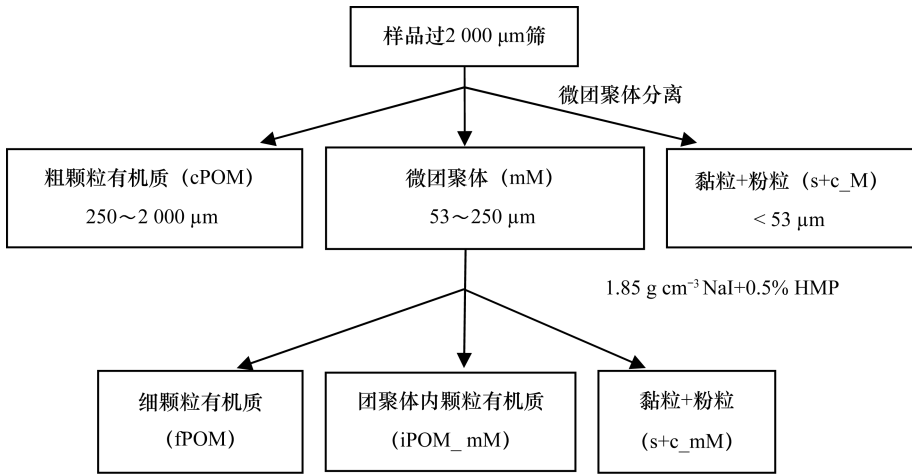 样品过2 000 μm筛
微团聚体分离
粗颗粒有机质（cPOM）
250～2 000 μm
微团聚体（mM）
53～250 μm
黏粒+粉粒（s+c_M）
< 53 μm
1.85 g cm⁻³ NaI+0.5% HMP
细颗粒有机质
（fPOM）
团聚体内颗粒有机质
（iPOM_ mM）
黏粒+粉粒
（s+c_mM）